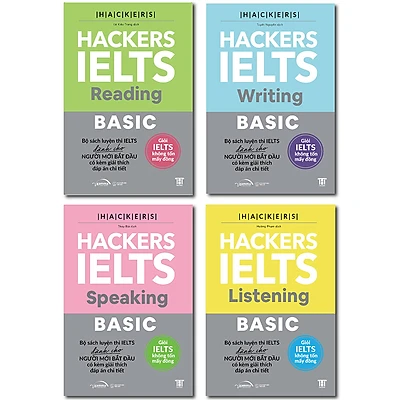 |H|A|C|K|E|R|S|
HACKERS
IELTS
Reading
BASIC
Bộ sách luyện thi IELTS
dành cho
NGƯỜI MỚI BẮT ĐẦU
có kèm giải thích
đáp án chi tiết
Giỏi
IELTS
không tốn
mấy đồng
|H|A|C|K|E|R|S|
HACKERS
IELTS
Writing
BASIC
Bộ sách luyện thi IELTS
dành cho
NGƯỜI MỚI BẮT ĐẦU
có kèm giải thích
đáp án chi tiết
Giỏi
IELTS
không tốn
mấy đồng
|H|A|C|K|E|R|S|
HACKERS
IELTS
Speaking
BASIC
Bộ sách luyện thi IELTS
dành cho
NGƯỜI MỚI BẮT ĐẦU
có kèm giải thích
đáp án chi tiết
Giỏi
IELTS
không tốn
mấy đồng
|H|A|C|K|E|R|S|
HACKERS
IELTS
Listening
BASIC
Bộ sách luyện thi IELTS
dành cho
NGƯỜI MỚI BẮT ĐẦU
có kèm giải thích
đáp án chi tiết
Giỏi
IELTS
không tốn
mấy đồng